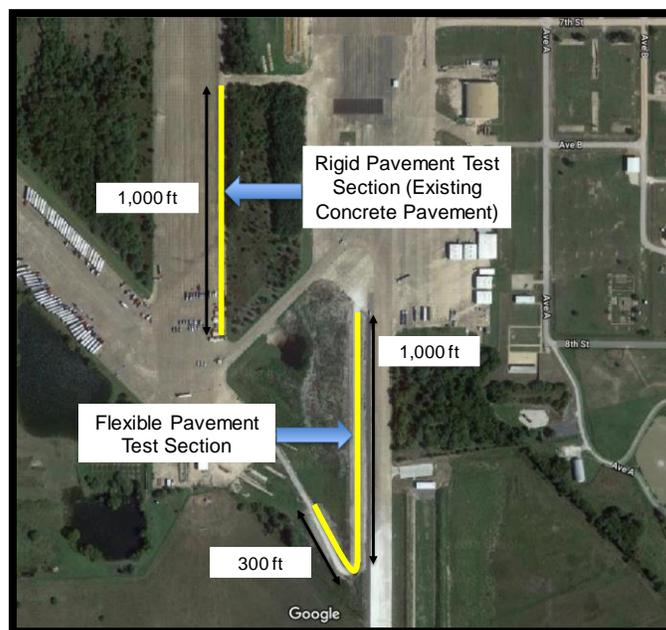 7th St
Ave A
Ave B
Ave B
Rigid Pavement Test
Section (Existing
Concrete Pavement)
1,000 ft
Ave A
8th St
1,000 ft
Flexible Pavement
Test Section
Ave A
300 ft
Google